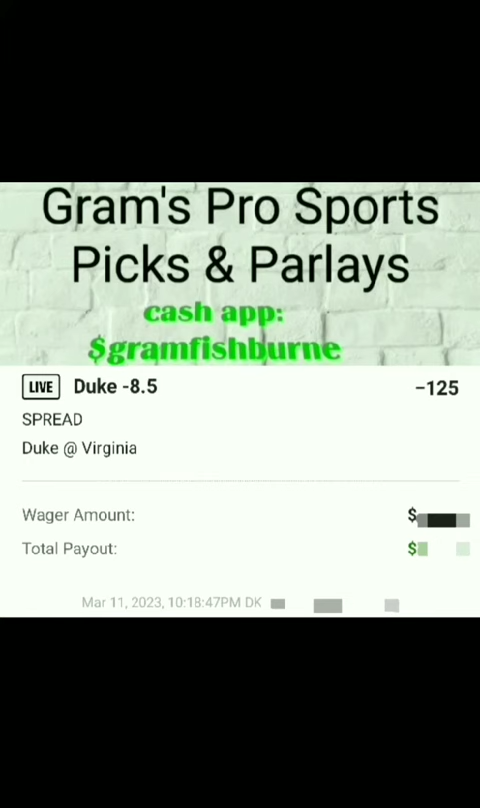 Gram's Pro Sports
Picks & Parlays
cash app:
$gramfishburne
LIVE Duke -8.5 −125
SPREAD
Duke @ Virginia
Wager Amount: $
Total Payout: $
Mar 11, 2023, 10:18:47PM DK